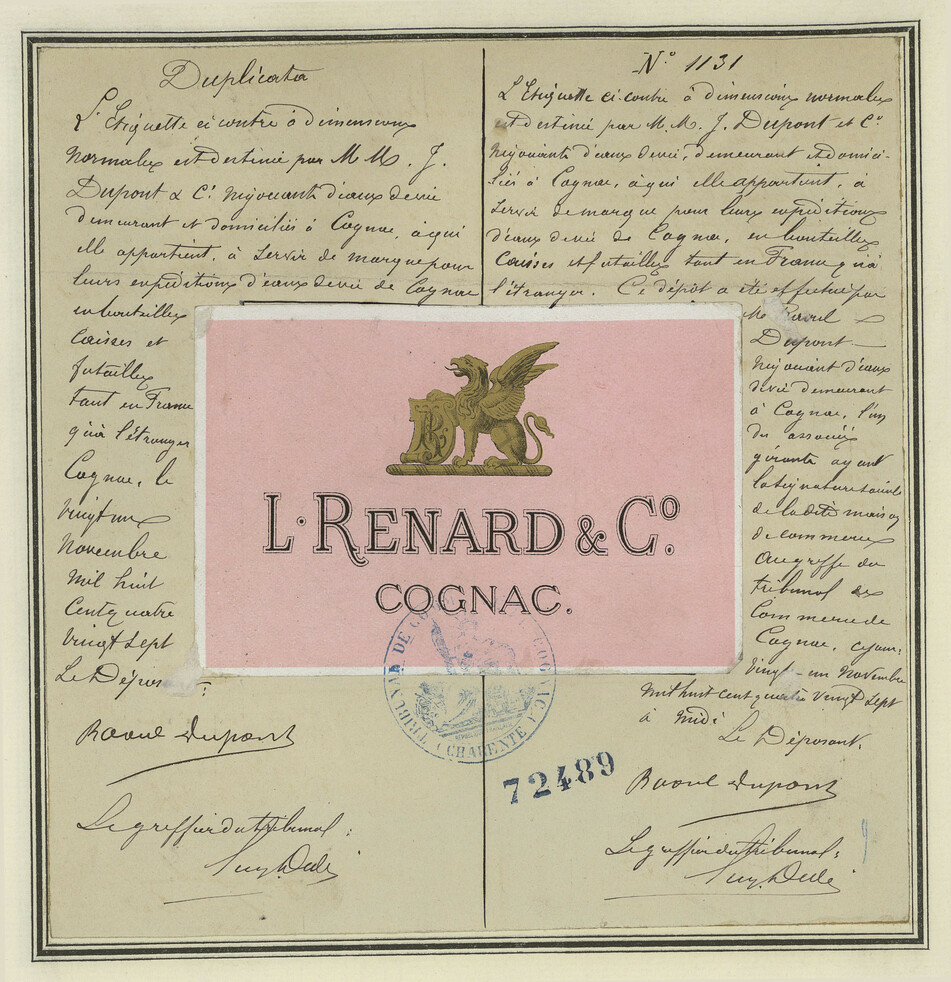 Duplicata
L'Etiquette ci contre à dimensions
normales est destinée par M M. J.
Dupont & Cie Négociants d'eaux de vie
demeurant et domiciliés à Cognac, à qui
elle appartient, à servir de marque pour
leurs expéditions d'eaux de vie de Cognac
en bouteilles
caisses et
futailles
tant en France
qu'à l'étranger
Cognac, le
vingt un
Novembre
mil huit
cent quatre
vingt sept
Le Dépos
Raoul Dupont
Le greffier du tribunal:
N° 1131
L'Etiquette ci-contre à dimensions normales
est destinée par M. M. J. Dupont et Cie
Négociants d'eaux de vie, demeurant et domici-
liés à Cognac, à qui elle appartient, à
servir de marque pour leurs expéditions
d'eaux de vie de Cognac, en bouteilles
caisses et futailles tant en France qu'à
l'étranger. Ce dépôt a été effectué par
Mr Raoul
Dupont
Négociant d'eaux
de vie demeurant
à Cognac, l'un
des associés
gérants ayant
la signature sociale
de la dite maison
de commerce
au greffe du
tribunal de
Commerce de
Cognac, ce jour,
vingt un Novembre
mil huit cent quatre vingt sept
à midi
Le Déposant,
Raoul Dupont
Le greffier du tribunal:
L. RENARD & Co.
COGNAC.
TRIBUNAL DE COGNAC (CHARENTE)
72489